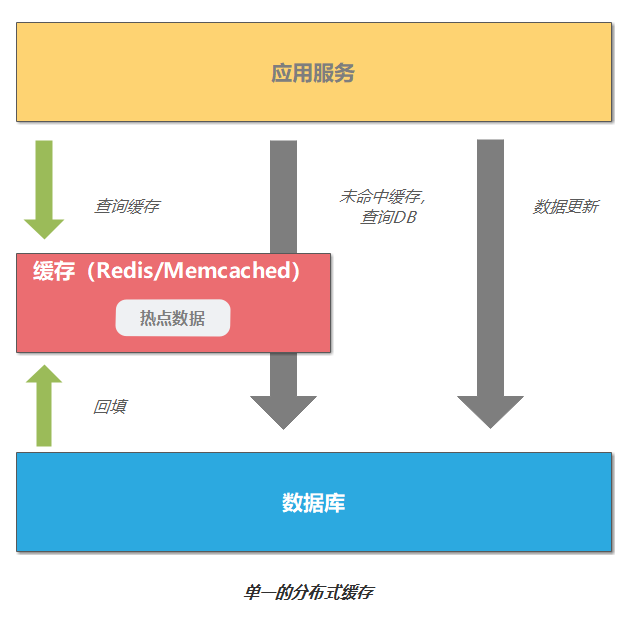 应用服务
查询缓存
未命中缓存，
查询DB
数据更新
缓存（Redis/Memcached）
热点数据
回填
数据库
单一的分布式缓存